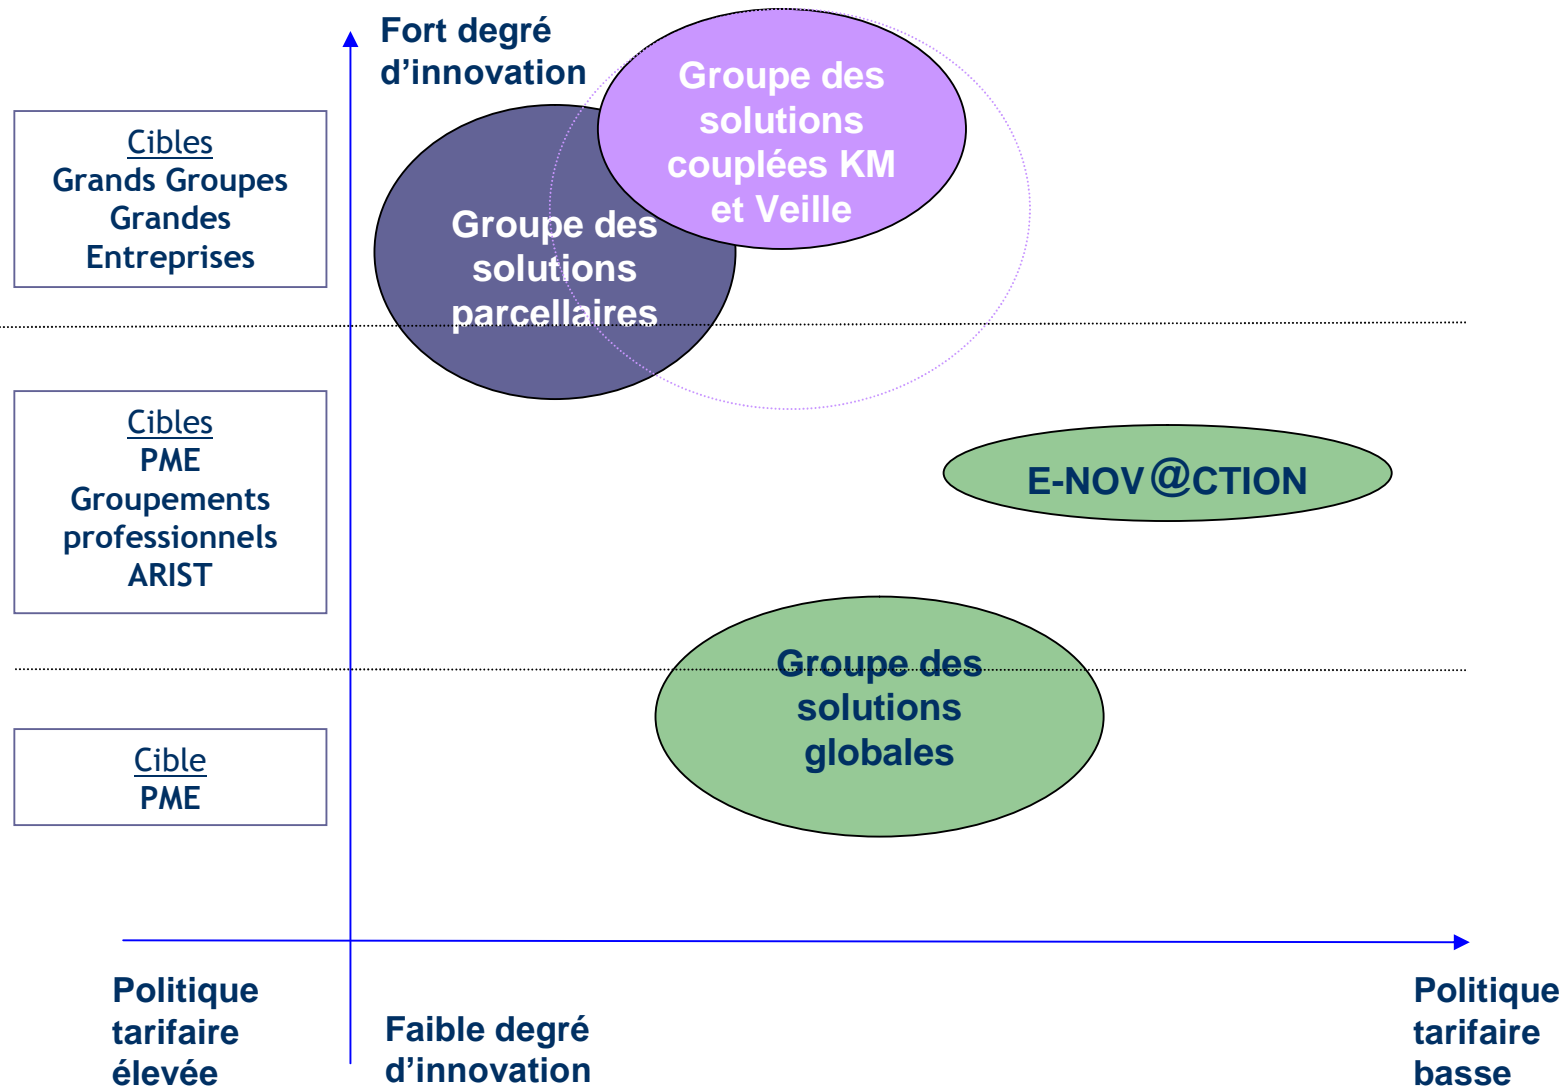 Fort degré
d’innovation
Groupe des
solutions
couplées KM
et Veille
Cibles
Grands Groupes
Grandes
Entreprises
Groupe des
solutions
parcellaires
Cibles
PME
Groupements
professionnels
ARIST
E-NOV@CTION
Groupe des
solutions
globales
Cible
PME
Politique
tarifaire
élevée
Faible degré
d’innovation
Politique
tarifaire
basse